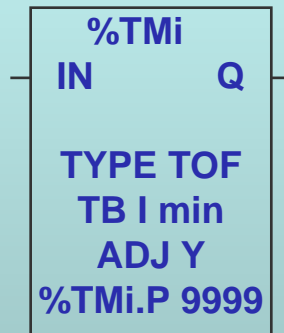 %TMi
IN Q
TYPE TOF
TB I min
ADJ Y
%TMi.P 9999